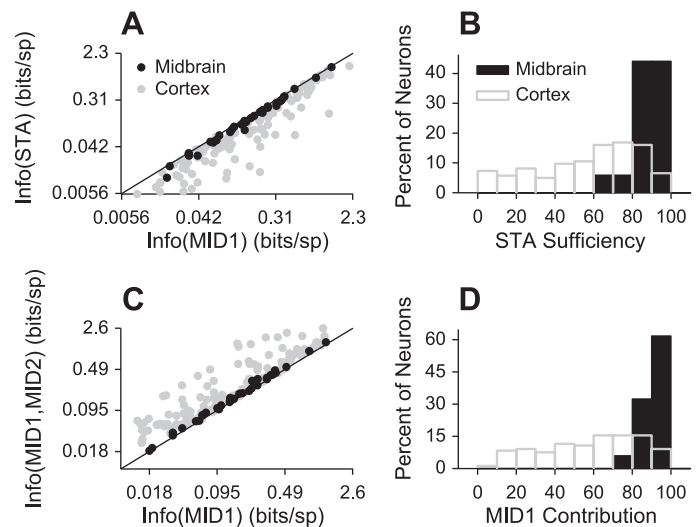 A
Info(STA) (bits/sp)
2.3
0.31
0.042
0.0056
Midbrain
Cortex
0.0056 0.042 0.31 2.3
Info(MID1) (bits/sp)
B
Percent of Neurons
40
30
20
10
0
Midbrain
Cortex
0 20 40 60 80 100
STA Sufficiency
C
Info(MID1,MID2) (bits/sp)
2.6
0.49
0.095
0.018
0.018 0.095 0.49 2.6
Info(MID1) (bits/sp)
D
Percent of Neurons
60
45
30
15
0
0 20 40 60 80 100
MID1 Contribution